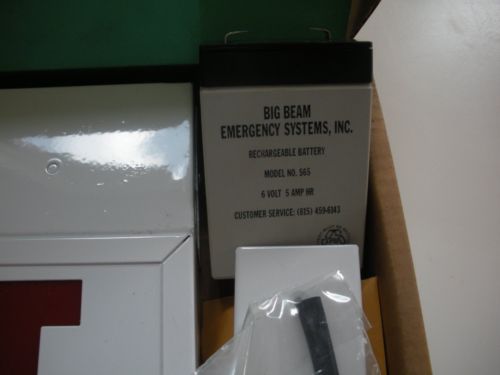 BIG BEAM
EMERGENCY SYSTEMS, INC.
RECHARGEABLE BATTERY
MODEL NO. S65
6 VOLT 5 AMP HR
CUSTOMER SERVICE: (815) 459-6143